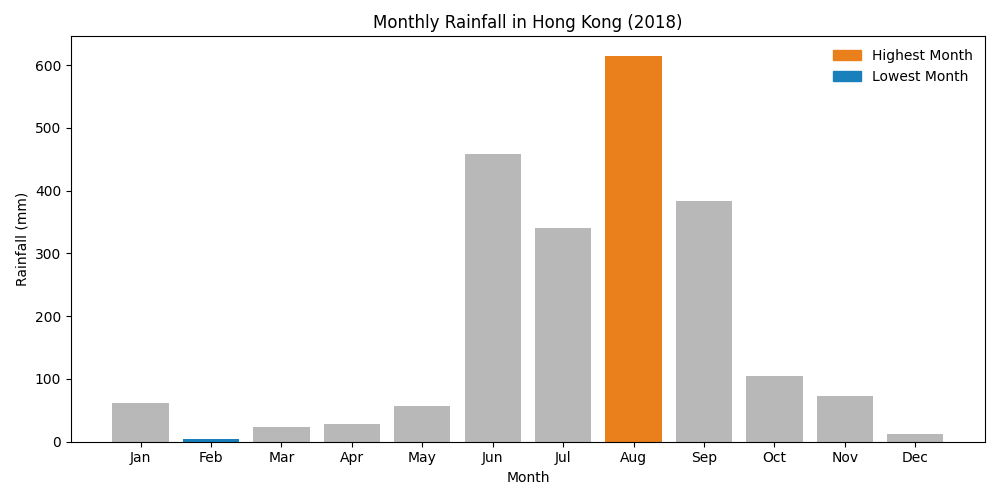 Monthly Rainfall in Hong Kong (2018)
Highest Month
Lowest Month
Rainfall (mm)
600
500
400
300
200
100
0
Jan Feb Mar Apr May Jun Jul Aug Sep Oct Nov Dec
Month